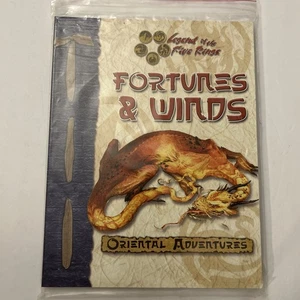 Legend of the
Five Rings
FORTUNES
& WINDS
ORIENTAL ADVENTURES